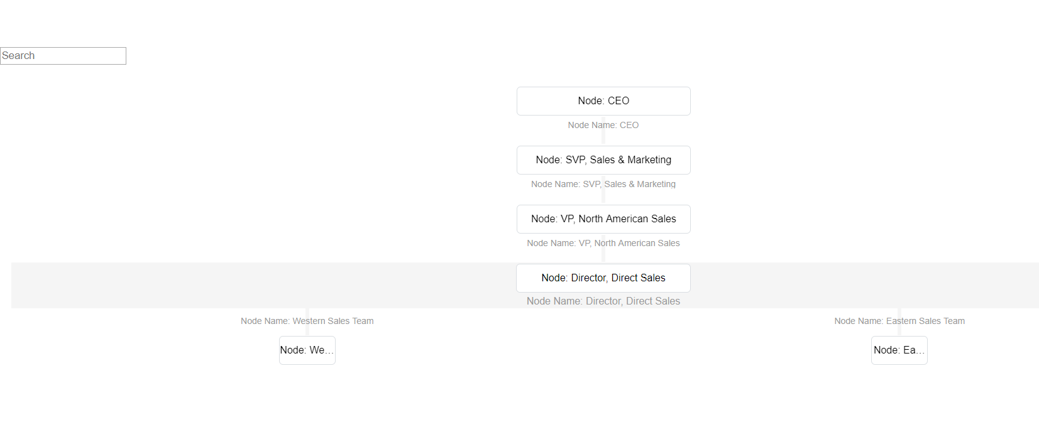 Search
Node: CEO
Node Name: CEO
Node: SVP, Sales & Marketing
Node Name: SVP, Sales & Marketing
Node: VP, North American Sales
Node Name: VP, North American Sales
Node: Director, Direct Sales
Node Name: Director, Direct Sales
Node Name: Western Sales Team
Node Name: Eastern Sales Team
Node: We...
Node: Ea...